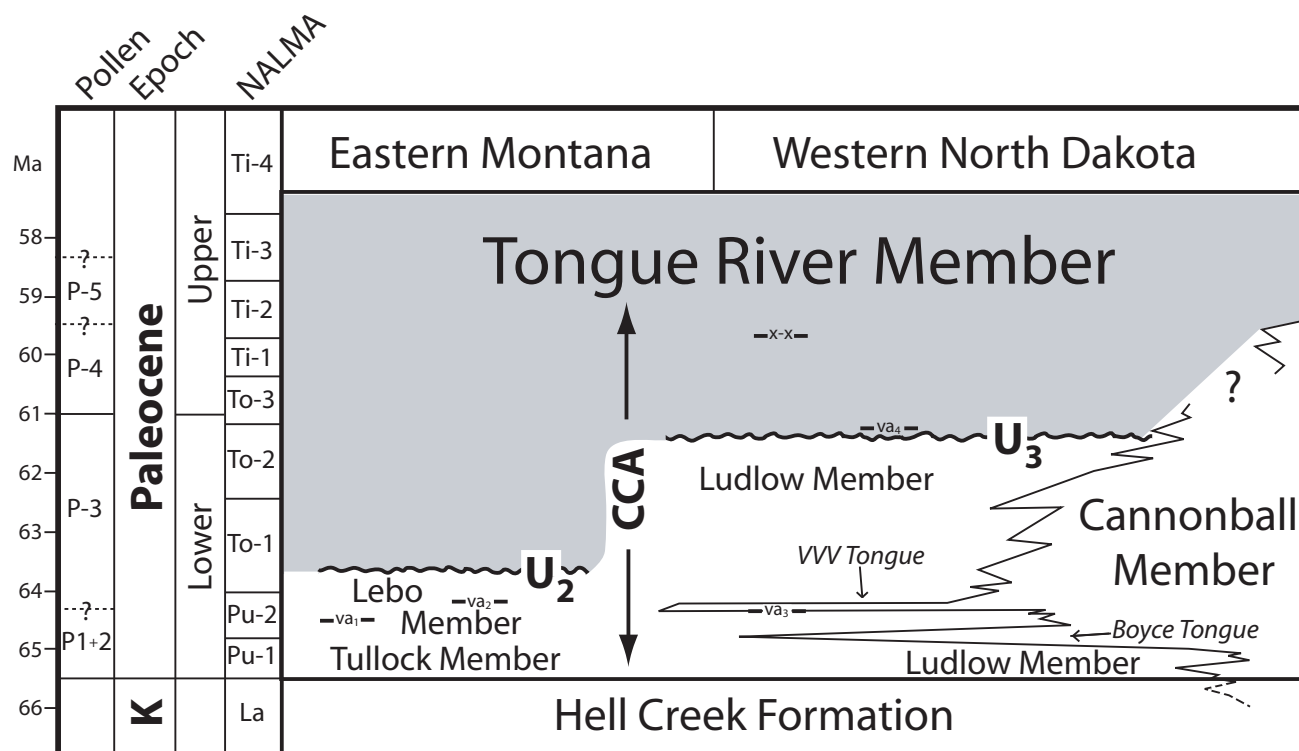 Pollen
Epoch
NALMA
Ma
Eastern Montana
Western North Dakota
Ti-4
58
Ti-3
Tongue River Member
?
Upper
59
P-5
Ti-2
?
x-x
60
P-4
Ti-1
?
To-3
61
Paleocene
va4
U3
To-2
62
CCA
Ludlow Member
P-3
Cannonball
Member
63
Lower
To-1
VVV Tongue
U2
64
Lebo
va2
va3
?
Pu-2
va1
Member
Boyce Tongue
P1+2
65
Pu-1
Tullock Member
Ludlow Member
66
K
La
Hell Creek Formation